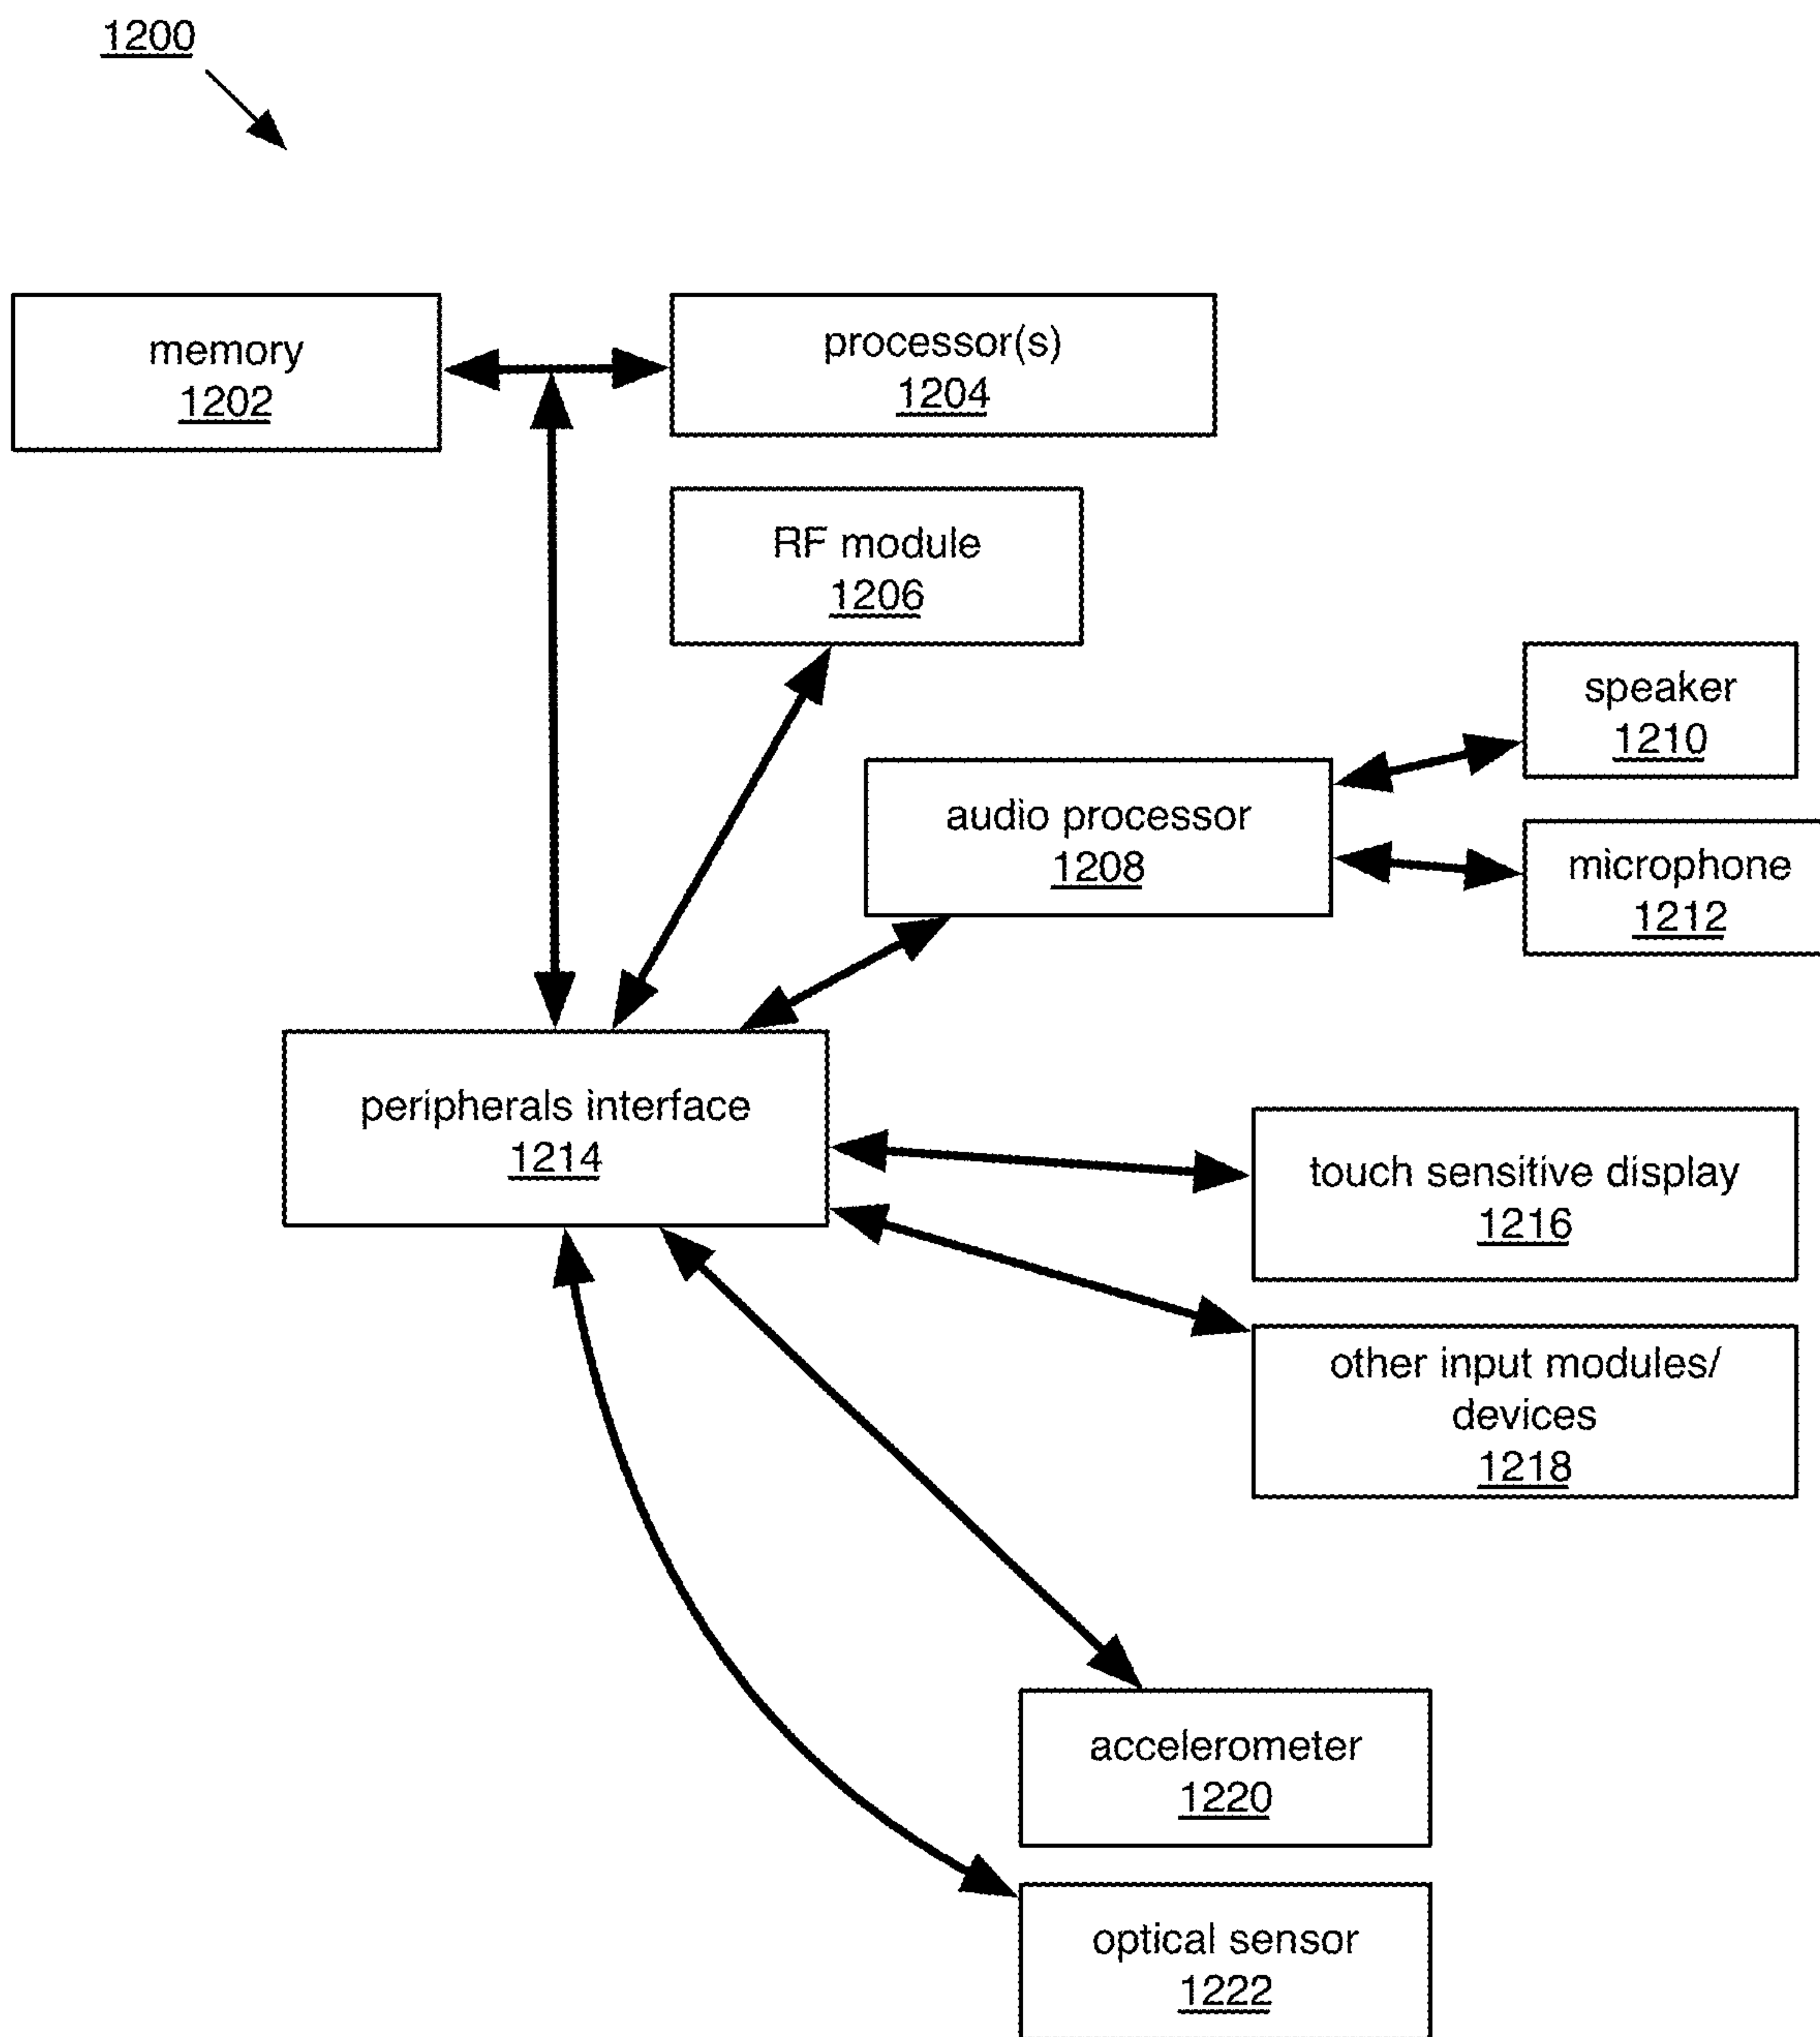 1200
memory
1202
processor(s)
1204
RF module
1206
speaker
1210
audio processor
1208
microphone
1212
peripherals interface
1214
touch sensitive display
1216
other input modules/
devices
1218
accelerometer
1220
optical sensor
1222